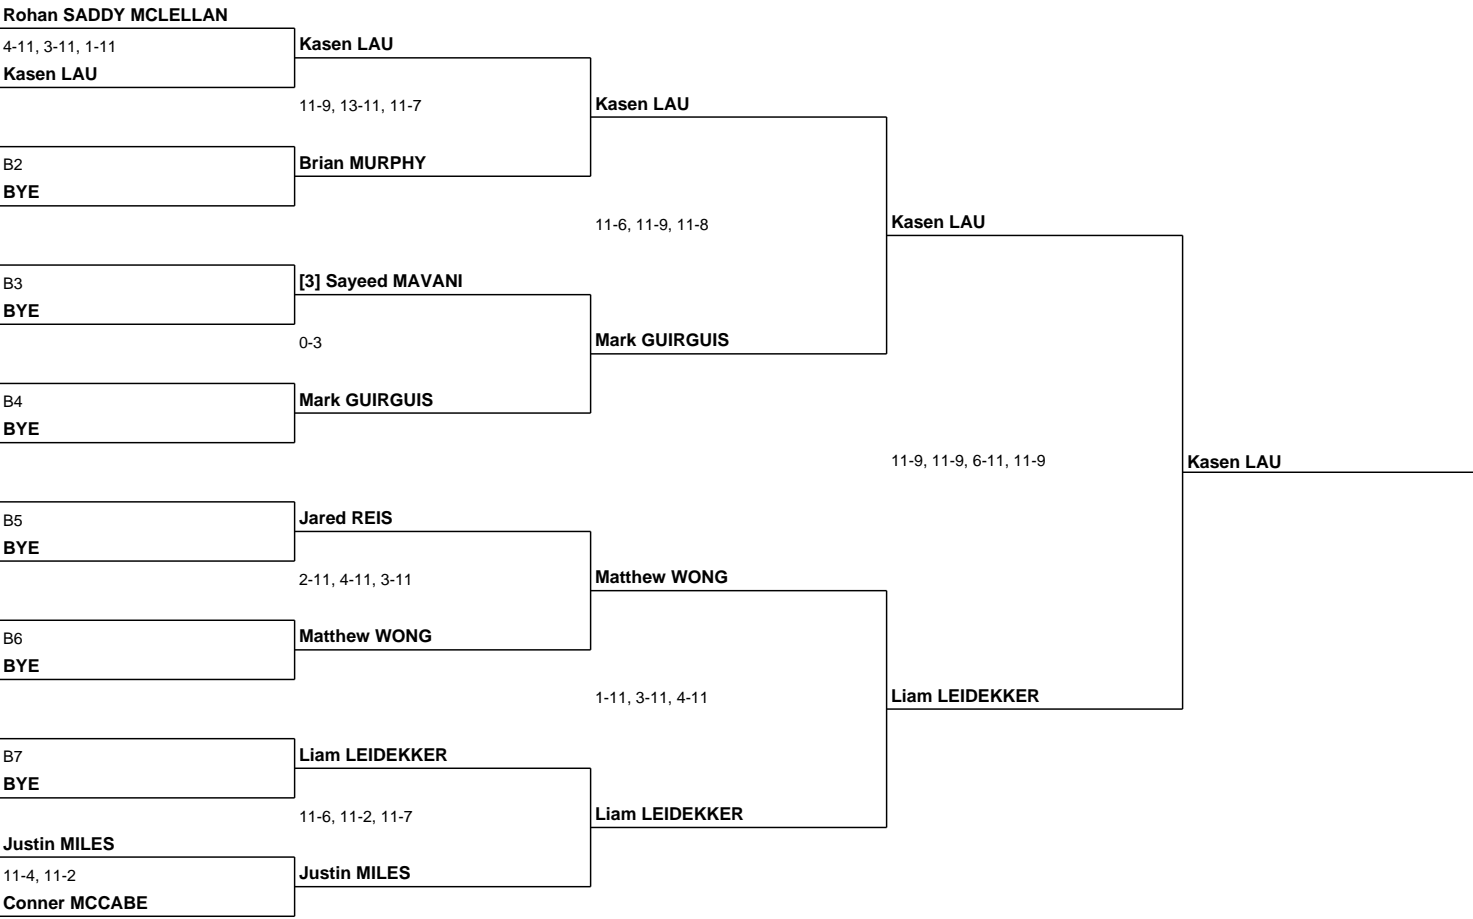 Rohan SADDY MCLELLAN
4-11, 3-11, 1-11
Kasen LAU
Kasen LAU
11-9, 13-11, 11-7
Kasen LAU
B2
BYE
Brian MURPHY
11-6, 11-9, 11-8
Kasen LAU
B3
BYE
[3] Sayeed MAVANI
0-3
Mark GUIRGUIS
B4
BYE
Mark GUIRGUIS
11-9, 11-9, 6-11, 11-9
Kasen LAU
B5
BYE
Jared REIS
2-11, 4-11, 3-11
Matthew WONG
B6
BYE
Matthew WONG
1-11, 3-11, 4-11
Liam LEIDEKKER
B7
BYE
Liam LEIDEKKER
11-6, 11-2, 11-7
Liam LEIDEKKER
Justin MILES
11-4, 11-2
Conner MCCABE
Justin MILES